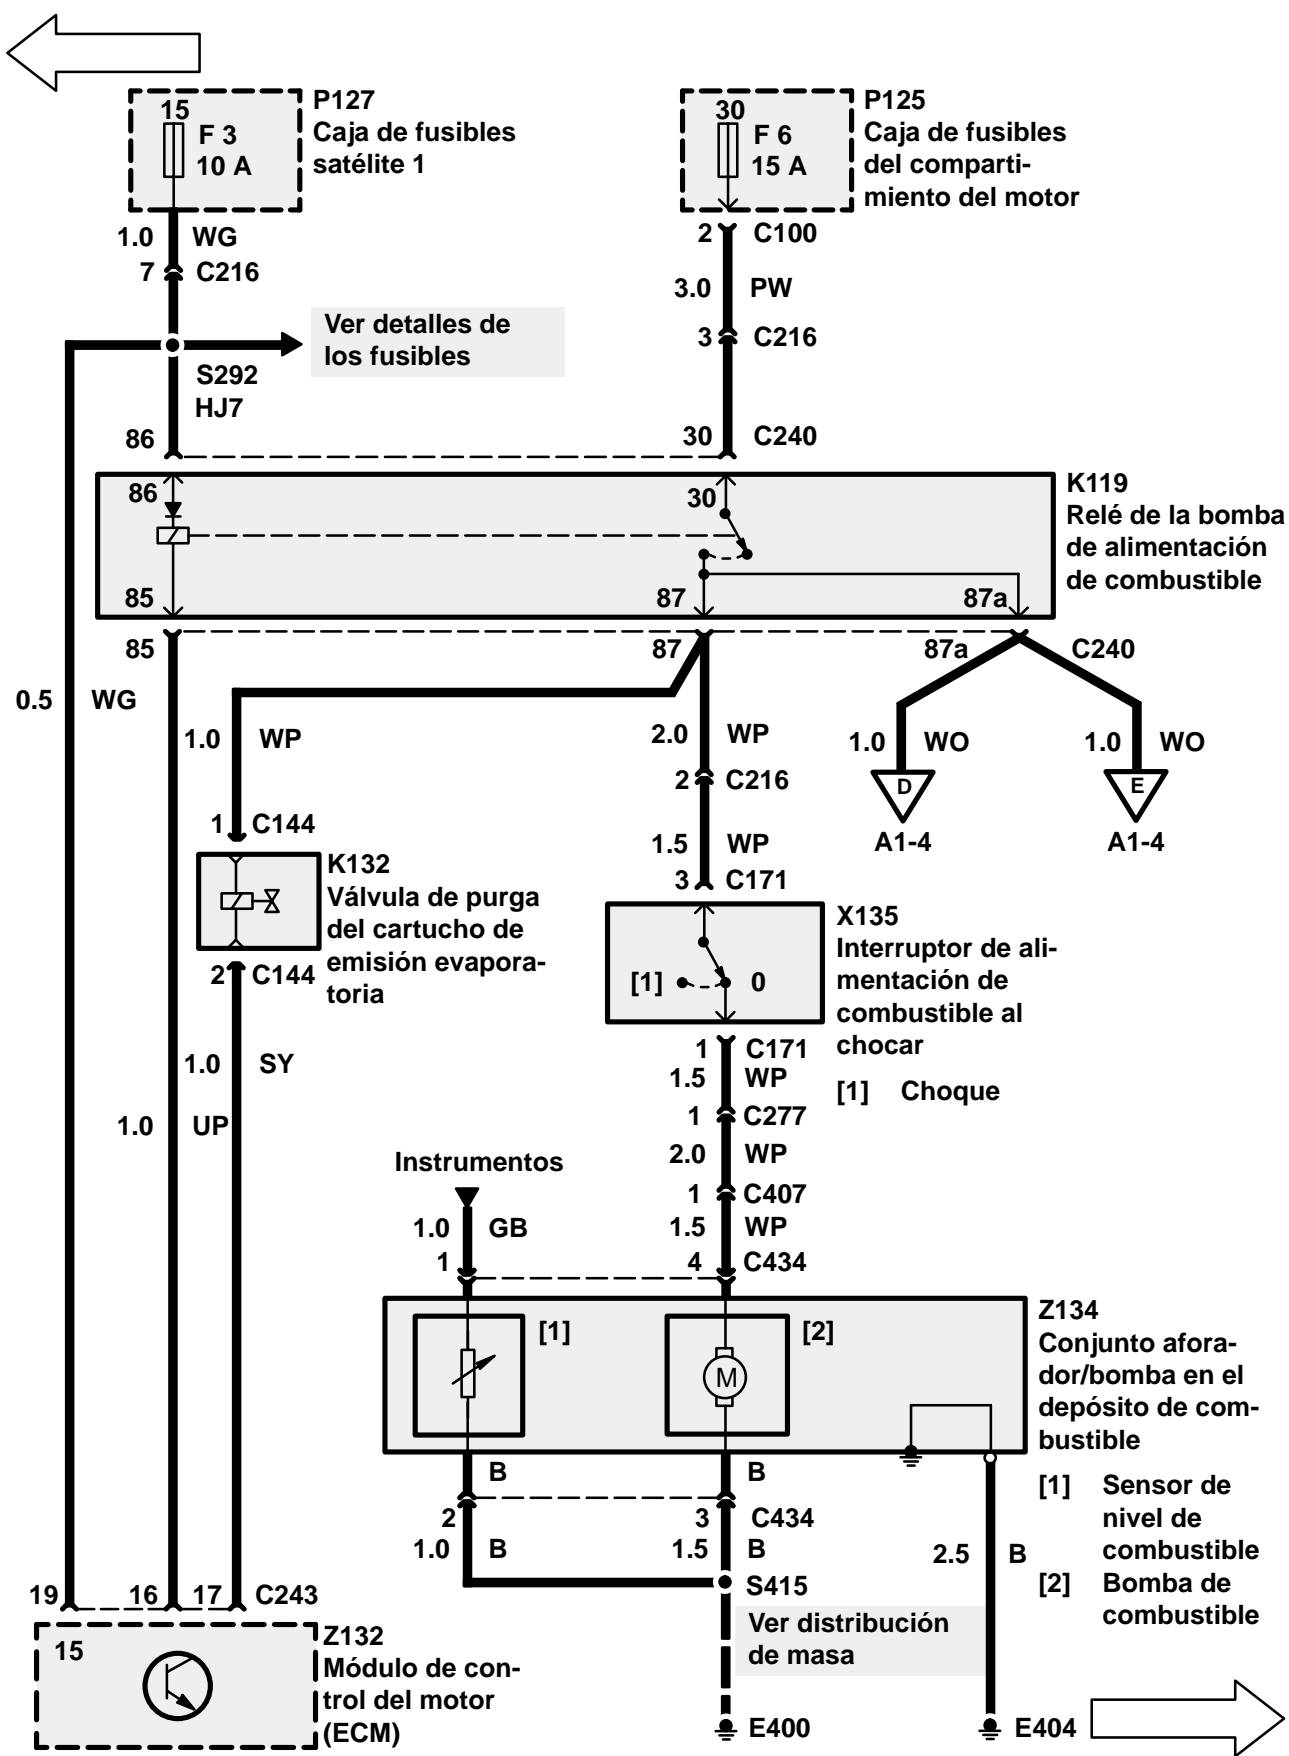 15
F 3
10 A
P127
Caja de fusibles
satélite 1
30
F 6
15 A
P125
Caja de fusibles
del comparti-
miento del motor
1.0 WG
7 C216
2 C100
3.0 PW
3 C216
Ver detalles de
los fusibles
S292
HJ7
86
30 C240
86
30
85
87
87a
K119
Relé de la bomba
de alimentación
de combustible
85
87
87a
C240
0.5 WG
1.0 WP
2.0 WP
2 C216
1.0 WO
1.0 WO
D
E
A1-4
A1-4
1 C144
1.5 WP
3 C171
K132
Válvula de purga
del cartucho de
emisión evapora-
toria
2 C144
[1]
0
X135
Interruptor de ali-
mentación de
combustible al
chocar
[1] Choque
1 C171
1.5 WP
1.0 SY
1.0 UP
1 C277
2.0 WP
1 C407
1.5 WP
4 C434
Instrumentos
1.0 GB
1
[1]
[2]
M
Z134
Conjunto afora-
dor/bomba en el
depósito de com-
bustible
[1] Sensor de
nivel de
combustible
[2] Bomba de
combustible
B
B
2
3 C434
1.0 B
1.5 B
2.5 B
S415
Ver distribución
de masa
E400
E404
19
16
17
C243
15
Z132
Módulo de con-
trol del motor
(ECM)